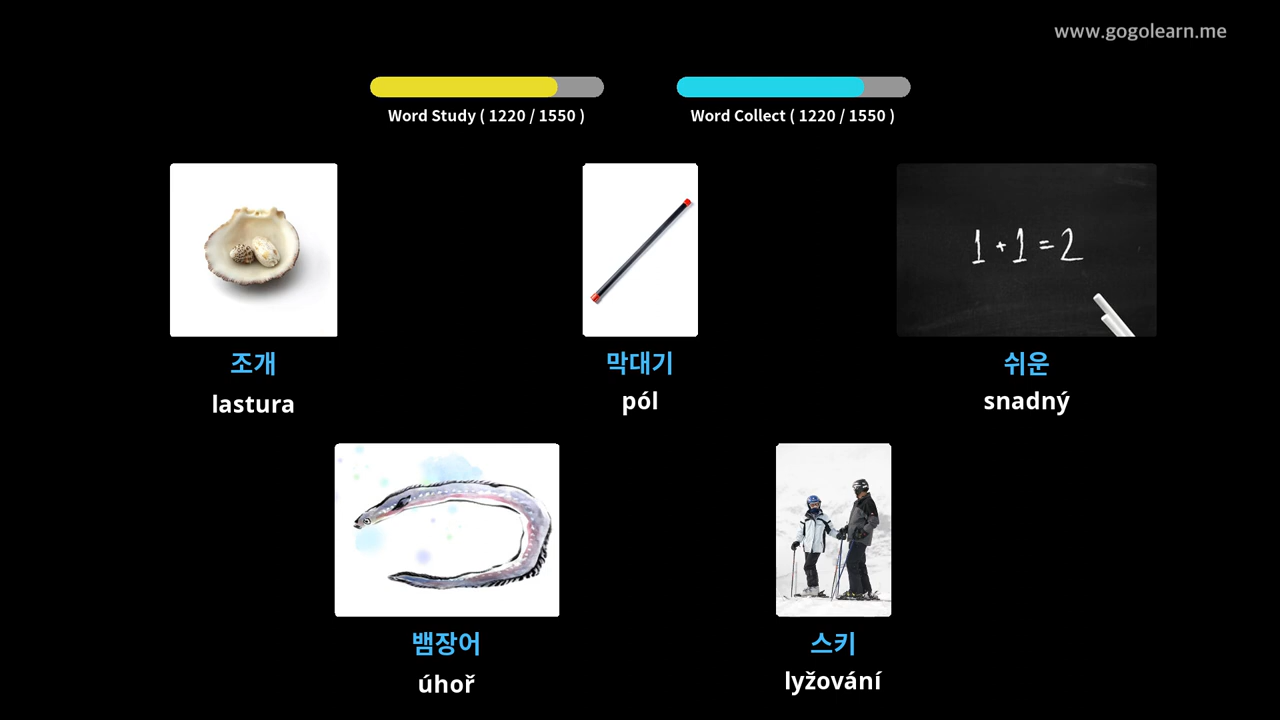 www.gogolearn.me
Word Study ( 1220 / 1550 )
Word Collect ( 1220 / 1550 )
1 + 1 = 2
조개
막대기
쉬운
lastura
pól
snadný
뱀장어
스키
úhoř
lyžování